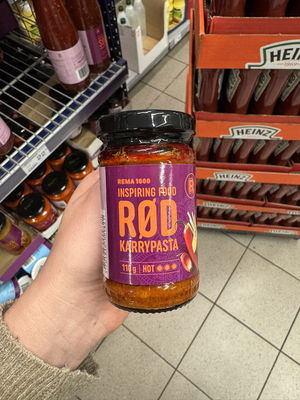 HEINZ
REMA 1000
INSPIRING FOOD
RØD
KARRYPASTA
110 g HOT
HEINZ
HEINZ